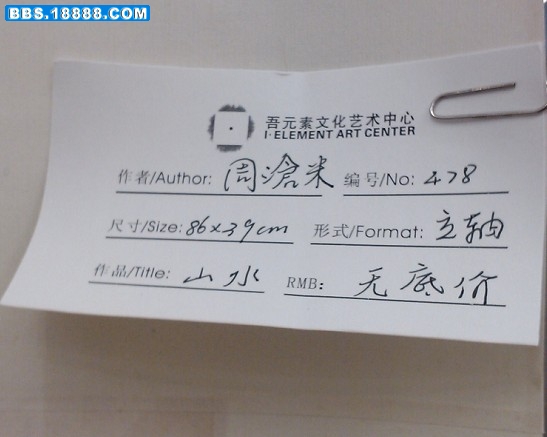 BBS.18888.COM
吾元素文化艺术中心
I·ELEMENT ART CENTER
作者/Author: 周沧米 编号/No: 478
尺寸/Size: 86x39cm 形式/Format: 立轴
作品/Title: 山水 RMB: 无底价